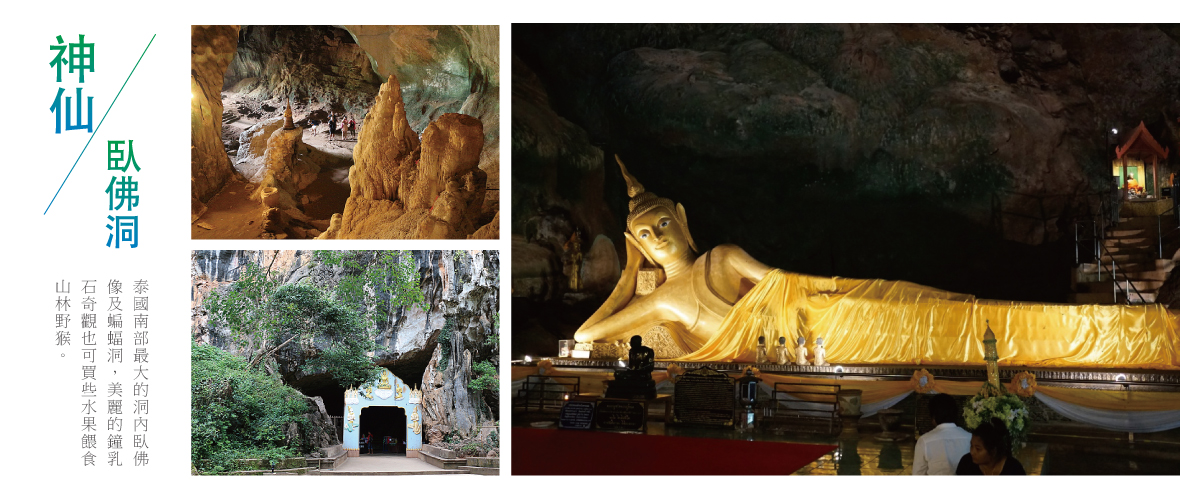 神仙
臥佛洞
泰國南部最大的洞內臥佛
像及蝙蝠洞，美麗的鐘乳
石奇觀也可買些水果餵食
山林野猴。